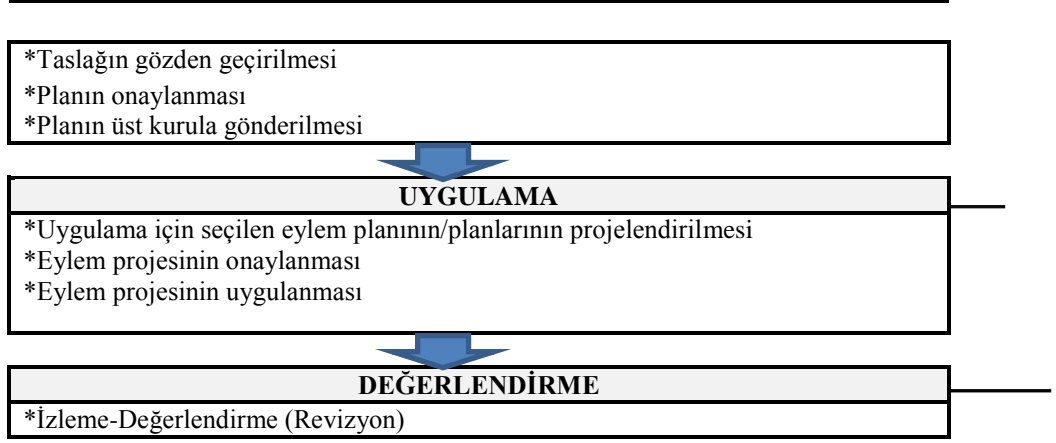 *Taslağın gözden geçirilmesi
*Planın onaylanması
*Planın üst kurula gönderilmesi
UYGULAMA
*Uygulama için seçilen eylem planının/planlarının projelendirilmesi
*Eylem projesinin onaylanması
*Eylem projesinin uygulanması
DEĞERLENDİRME
*İzleme-Değerlendirme (Revizyon)